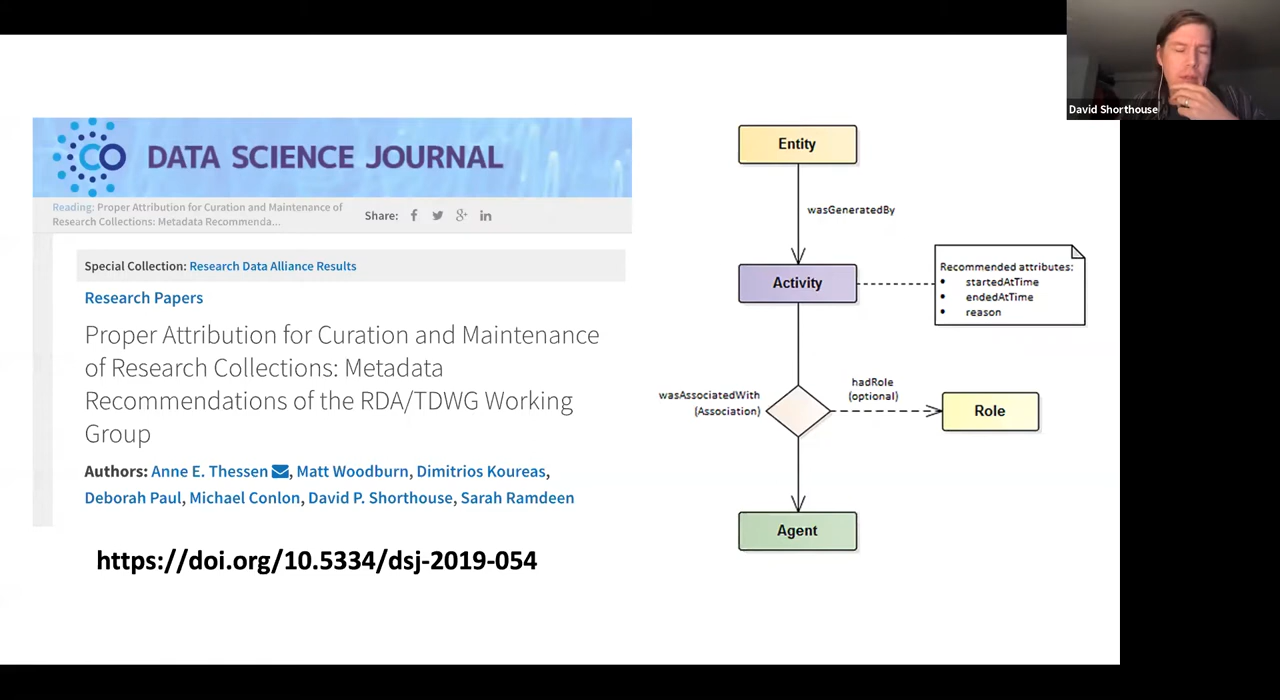 David Shorthouse
CO DATA SCIENCE JOURNAL
Reading: Proper Attribution for Curation and Maintenance of
Research Collections: Metadata Recommenda...
Share:
Special Collection: Research Data Alliance Results
Research Papers
Proper Attribution for Curation and Maintenance
of Research Collections: Metadata
Recommendations of the RDA/TDWG Working
Group
Authors: Anne E. Thessen, Matt Woodburn, Dimitrios Koureas,
Deborah Paul, Michael Conlon, David P. Shorthouse, Sarah Ramdeen
https://doi.org/10.5334/dsj-2019-054
Entity
wasGeneratedBy
Activity
Recommended attributes:
• startedAtTime
• endedAtTime
• reason
wasAssociatedWith
(Association)
hadRole
(optional)
Role
Agent